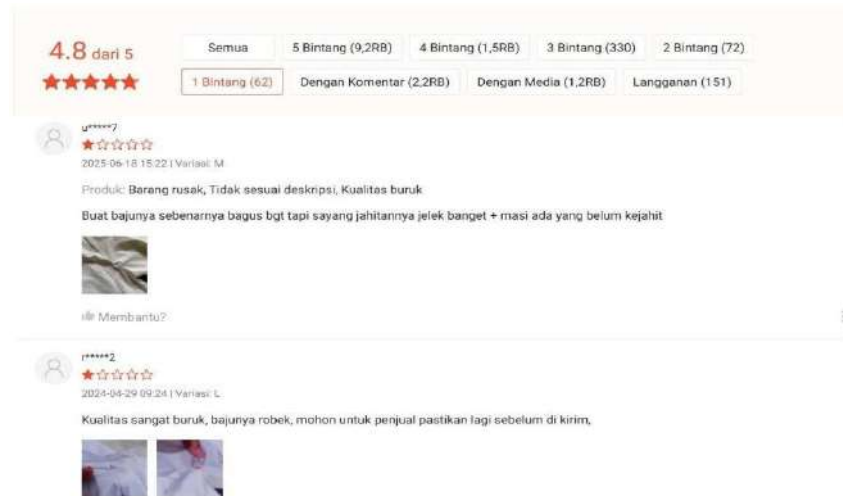 4.8 dari 5
Semua
5 Bintang (9,2RB)
4 Bintang (1,5RB)
3 Bintang (330)
2 Bintang (72)
1 Bintang (62)
Dengan Komentar (2,2RB)
Dengan Media (1,2RB)
Langganan (151)
u*****7
2025-06-18 15:22 | Variasi: M
Produk: Barang rusak, Tidak sesuai deskripsi, Kualitas buruk
Buat bajunya sebenarnya bagus bgt tapi sayang jahitannya jelek banget + masi ada yang belum kejahit
Membantu?
r*****2
2024-04-29 09:24 | Variasi: L
Kualitas sangat buruk, bajunya robek, mohon untuk penjual pastikan lagi sebelum di kirim,